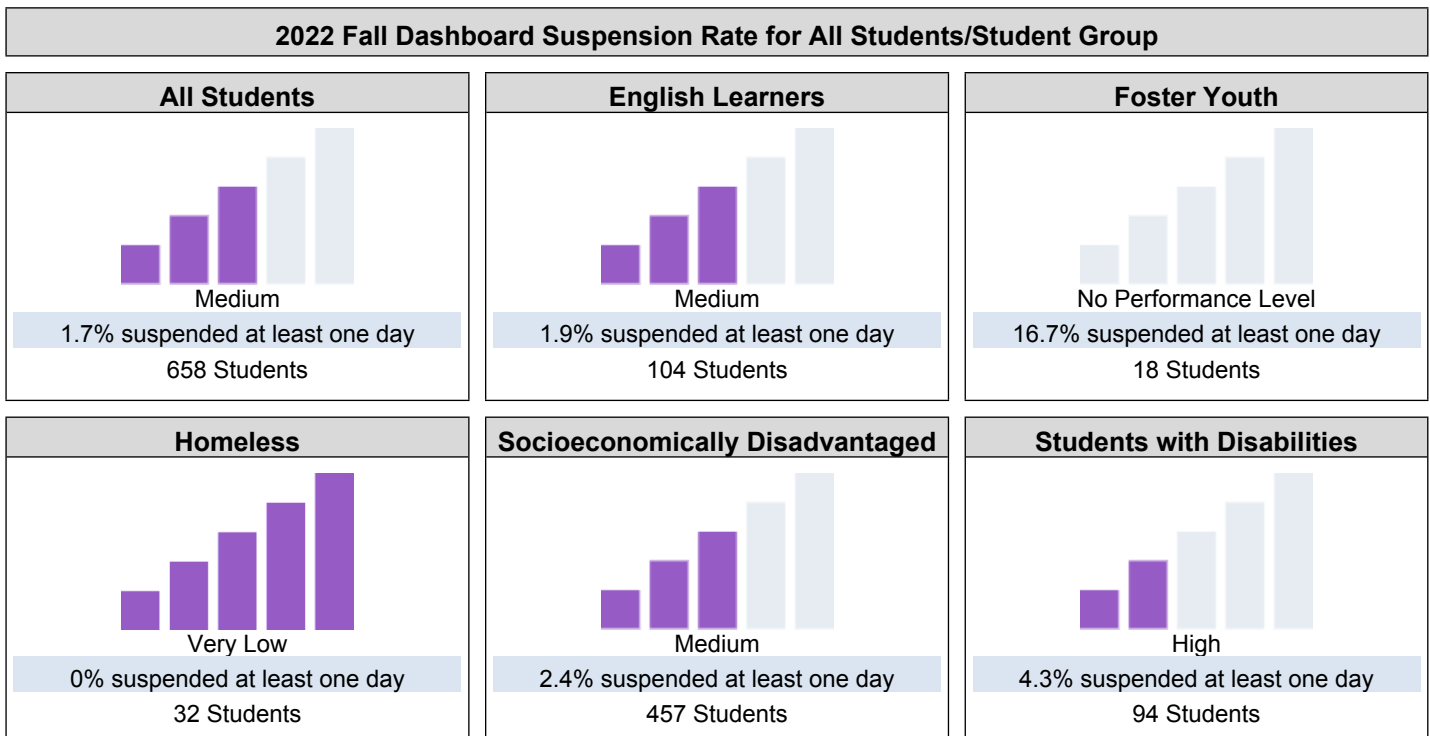 2022 Fall Dashboard Suspension Rate for All Students/Student Group
All Students
Medium
1.7% suspended at least one day
658 Students
English Learners
Medium
1.9% suspended at least one day
104 Students
Foster Youth
No Performance Level
16.7% suspended at least one day
18 Students
Homeless
Very Low
0% suspended at least one day
32 Students
Socioeconomically Disadvantaged
Medium
2.4% suspended at least one day
457 Students
Students with Disabilities
High
4.3% suspended at least one day
94 Students